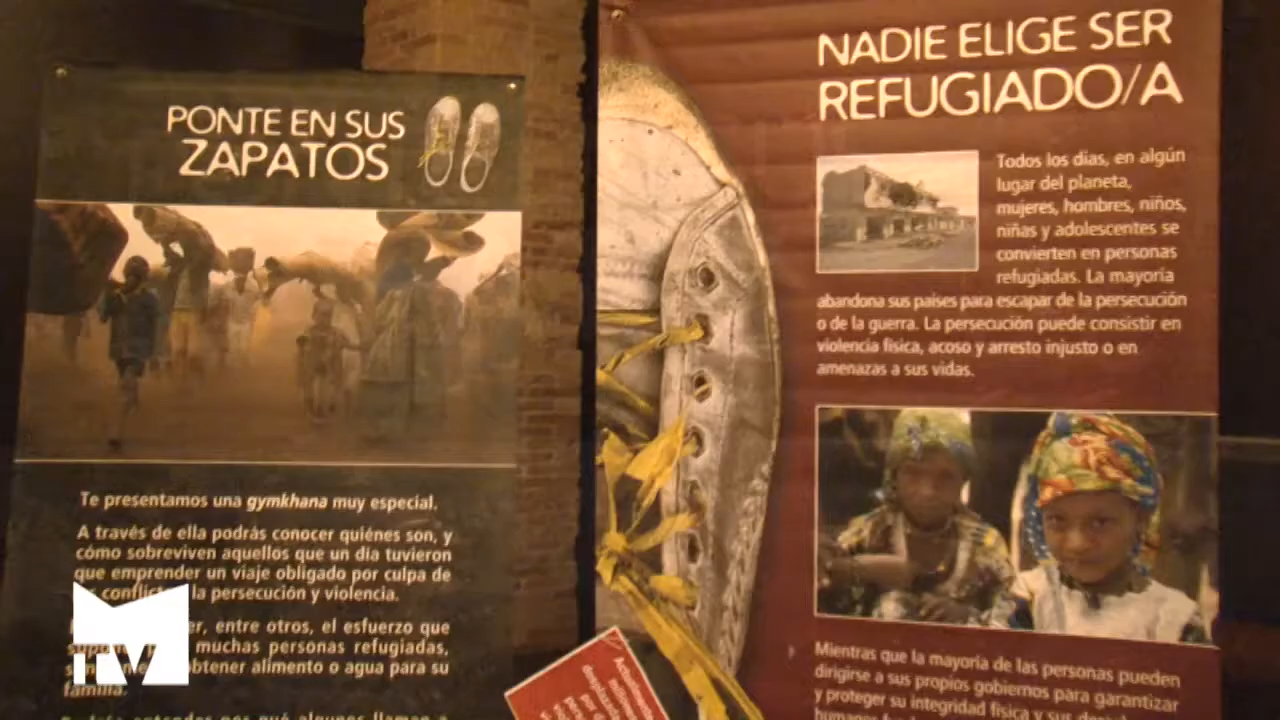 PONTE EN SUS
ZAPATOS
Te presentamos una gymkhana muy especial.
A través de ella podrás conocer quiénes son, y
cómo sobreviven aquellos que un día tuvieron
que emprender un viaje obligado por culpa de
la persecución y violencia.
entre otros, el esfuerzo que
muchas personas refugiadas,
obtener alimento o agua para su
familia.
NADIE ELIGE SER
REFUGIADO/A
Todos los días, en algún
lugar del planeta,
mujeres, hombres, niños,
niñas y adolescentes se
convierten en personas
refugiadas. La mayoría
abandona sus países para escapar de la persecución
o de la guerra. La persecución puede consistir en
violencia física, acoso y arresto injusto o en
amenazas a sus vidas.
Mientras que la mayoría de las personas pueden
dirigirse a sus propios gobiernos para garantizar
y proteger su integridad física y sus